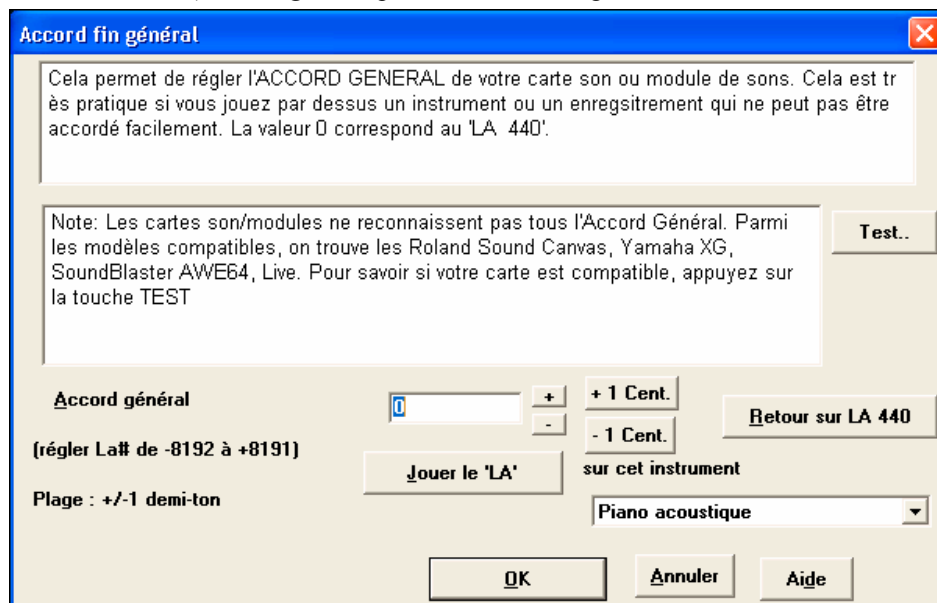 Accord fin général
Cela permet de régler l'ACCORD GENERAL de votre carte son ou module de sons. Cela est tr
ès pratique si vous jouez par dessus un instrument ou un enregsitrement qui ne peut pas être
accordé facilement. La valeur 0 correspond au 'LA  440'.
Note: Les cartes son/modules ne reconnaissent pas tous l'Accord Général. Parmi
les modèles compatibles, on trouve les Roland Sound Canvas, Yamaha XG,
SoundBlaster AWE64, Live. Pour savoir si votre carte est compatible, appuyez sur
la touche TEST
Test..
Accord général
0
+
-
+ 1 Cent.
- 1 Cent.
Retour sur LA 440
(régler La# de -8192 à +8191)
Jouer le 'LA'
sur cet instrument
Plage : +/-1 demi-ton
Piano acoustique
OK
Annuler
Aide